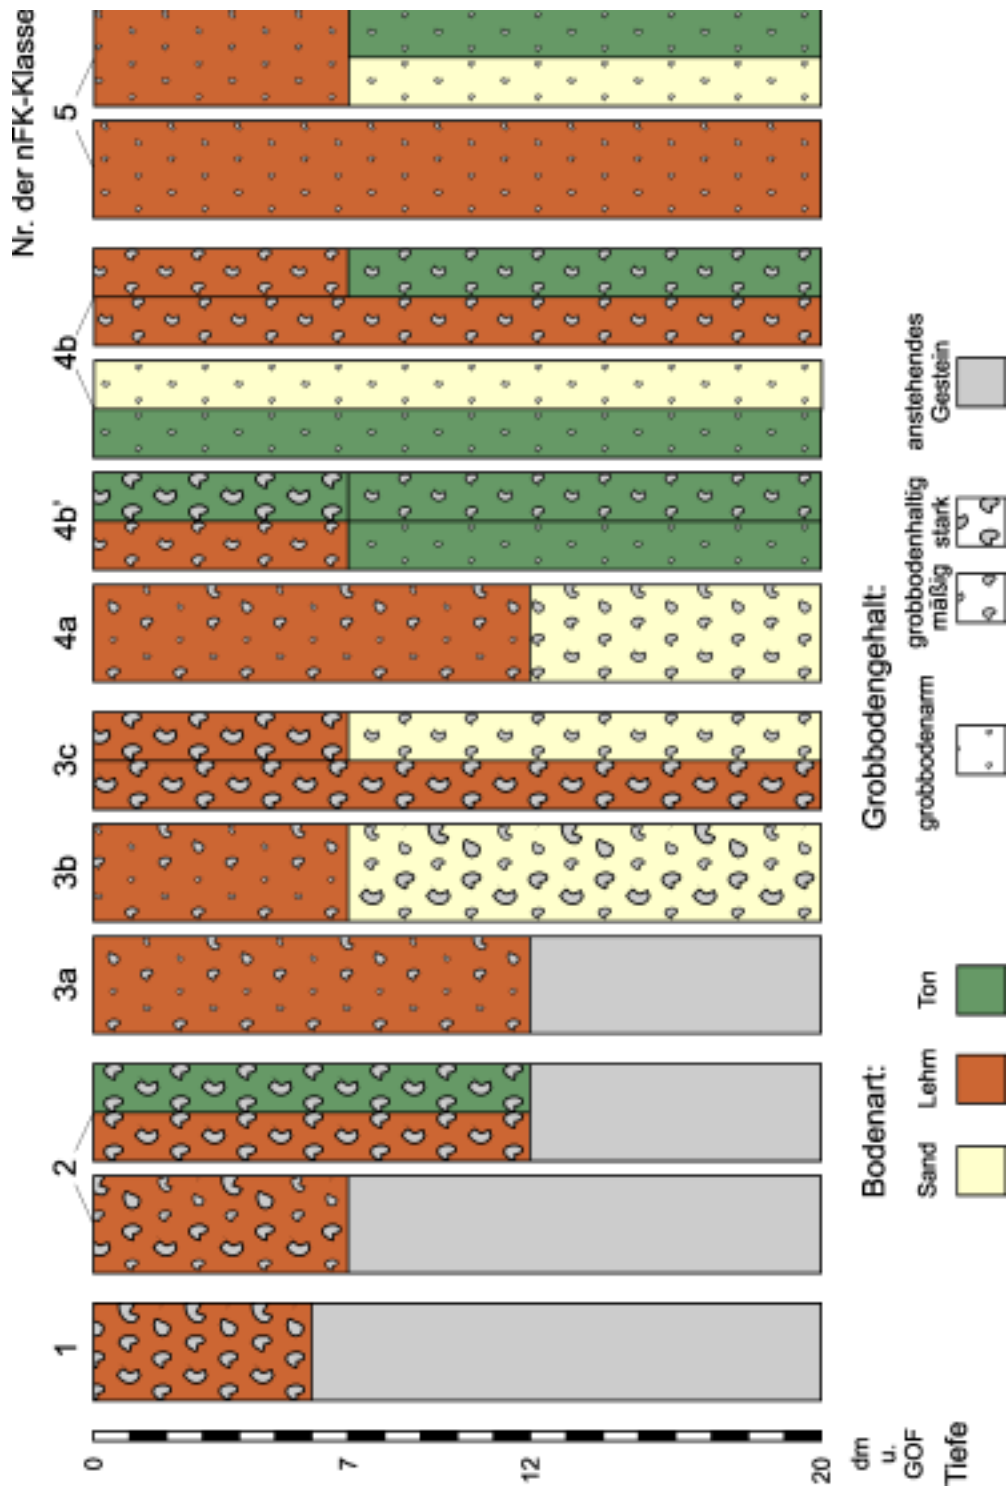 Nr. der nFK-Klasse
1
2
3a
3b
3c
4a
4b'
4b
5
0
7
12
20
dm
u.
GOF
Tiefe
Bodenart:
Sand
Lehm
Ton
Grobbodengehalt:
grobbodenarm
grobbodenhaltig
mäßig
stark
anstehendes
Gestein